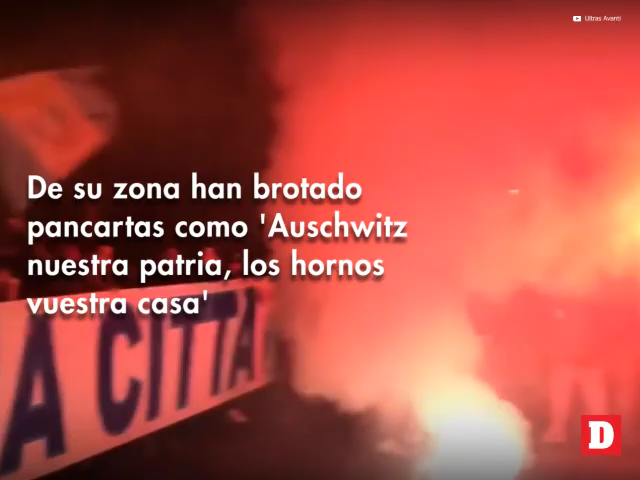 Ultras Avanti
De su zona han brotado
pancartas como 'Auschwitz
nuestra patria, los hornos
vuestra casa'
A CITTA
D